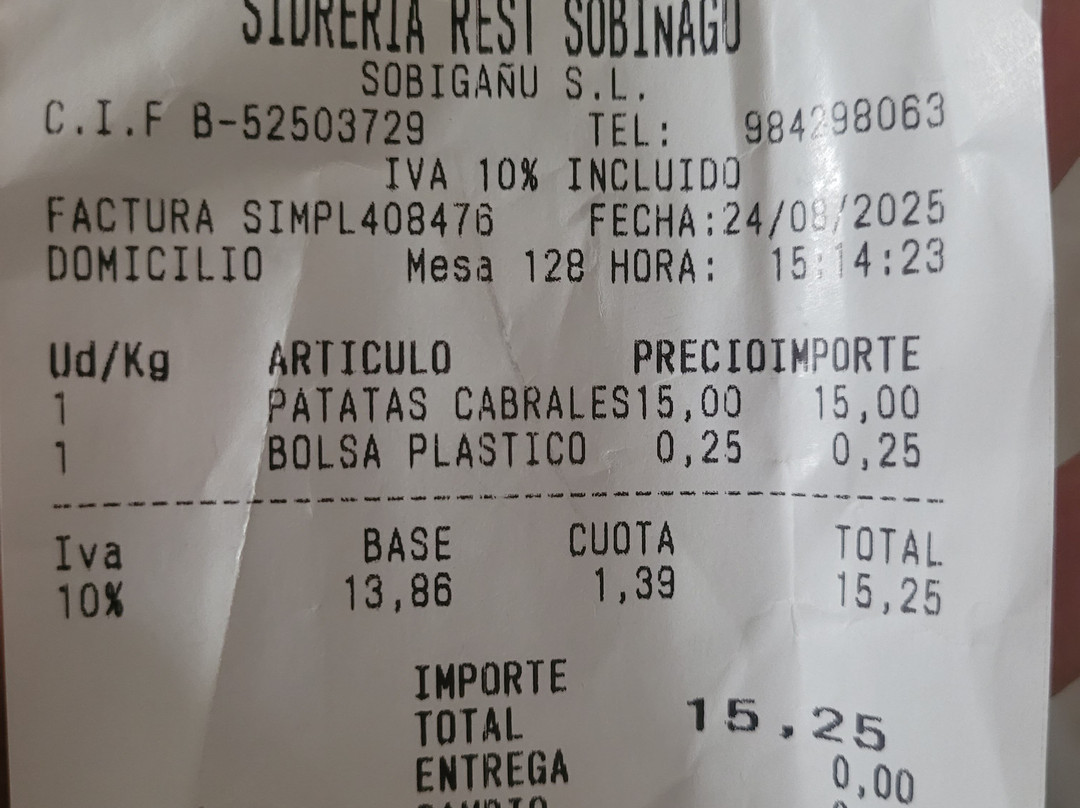 SIDRERIA REST SOBINAGU
SOBIGAÑU S.L.
C.I.F B-52503729 TEL: 984298063
IVA 10% INCLUIDO
FACTURA SIMPL408476 FECHA:24/08/2025
DOMICILIO Mesa 128 HORA: 15:14:23
Ud/Kg ARTICULO PRECIOIMPORTE
1 PATATAS CABRALES15,00 15,00
1 BOLSA PLASTICO 0,25 0,25
Iva BASE CUOTA TOTAL
10% 13,86 1,39 15,25
IMPORTE
TOTAL 15,25
ENTREGA 0,00